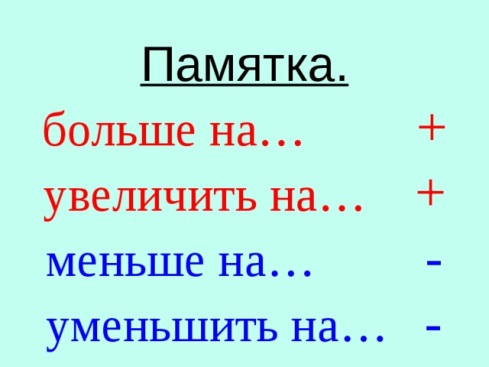 Памятка.
больше на… +
увеличить на… +
меньше на… -
уменьшить на… -